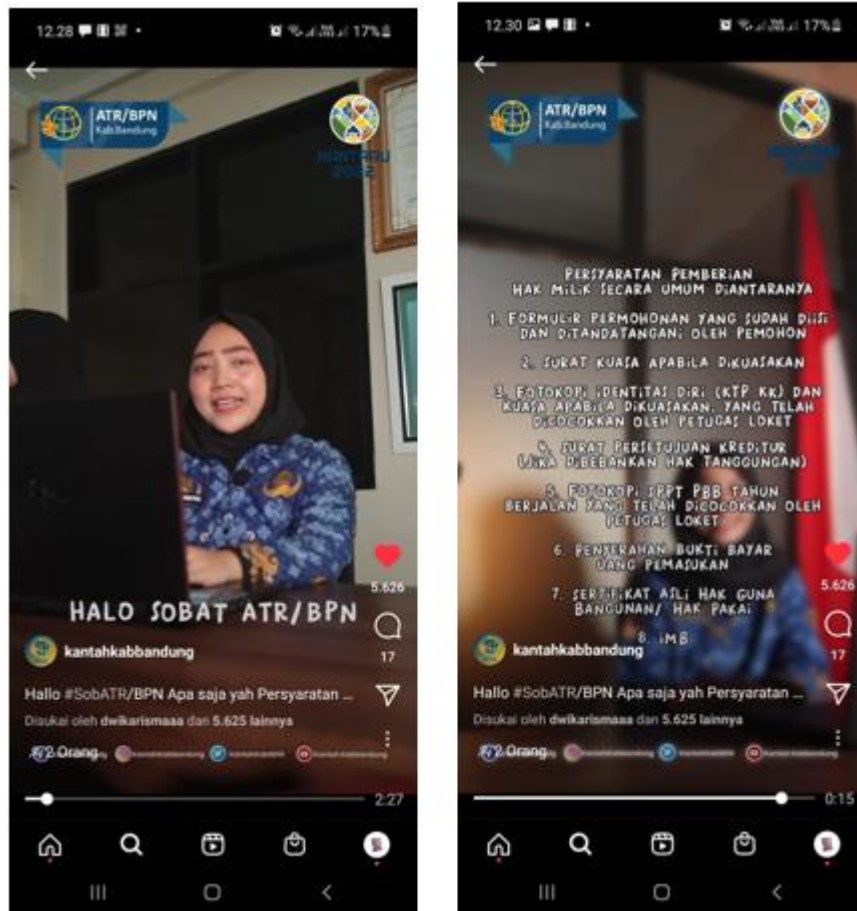 12.28
17%
ATR/BPN
Kab.Bandung
HANTARU
2022
HALO SOBAT ATR/BPN
5.626
17
kantahkabbandung
Hallo #SobATR/BPN Apa saja yah Persyaratan ...
Disukai oleh dwikarismaaa dan 5.625 lainnya
2 Orang
2:27
12.30
17%
ATR/BPN
Kab.Bandung
HANTARU
2022
PERSYARATAN PEMBERIAN
HAK MILIK SECARA UMUM DIANTARANYA
1. FORMULIR PERMOHONAN YANG SUDAH DIISI
DAN DITANDATANGANI OLEH PEMOHON
2. SURAT KUASA APABILA DIKUASAKAN
3. FOTOKOPI IDENTITAS DIRI (KTP KK) DAN
KUASA APABILA DIKUASAKAN, YANG TELAH
DICOCOKKAN OLEH PETUGAS LOKET
4. SURAT PERSETUJUAN KREDITUR
(JIKA DIBEBANKAN HAK TANGGUNGAN)
5. FOTOKOPI SPPT PBB TAHUN
BERJALAN YANG TELAH DICOCOKKAN OLEH
PETUGAS LOKET
6. PENYERAHAN BUKTI BAYAR
UANG PEMASUKAN
7. SERTIFIKAT ASLI HAK GUNA
BANGUNAN/ HAK PAKAI
8. IMB
5.626
17
kantahkabbandung
Hallo #SobATR/BPN Apa saja yah Persyaratan ...
Disukai oleh dwikarismaaa dan 5.625 lainnya
2 Orang
0:15